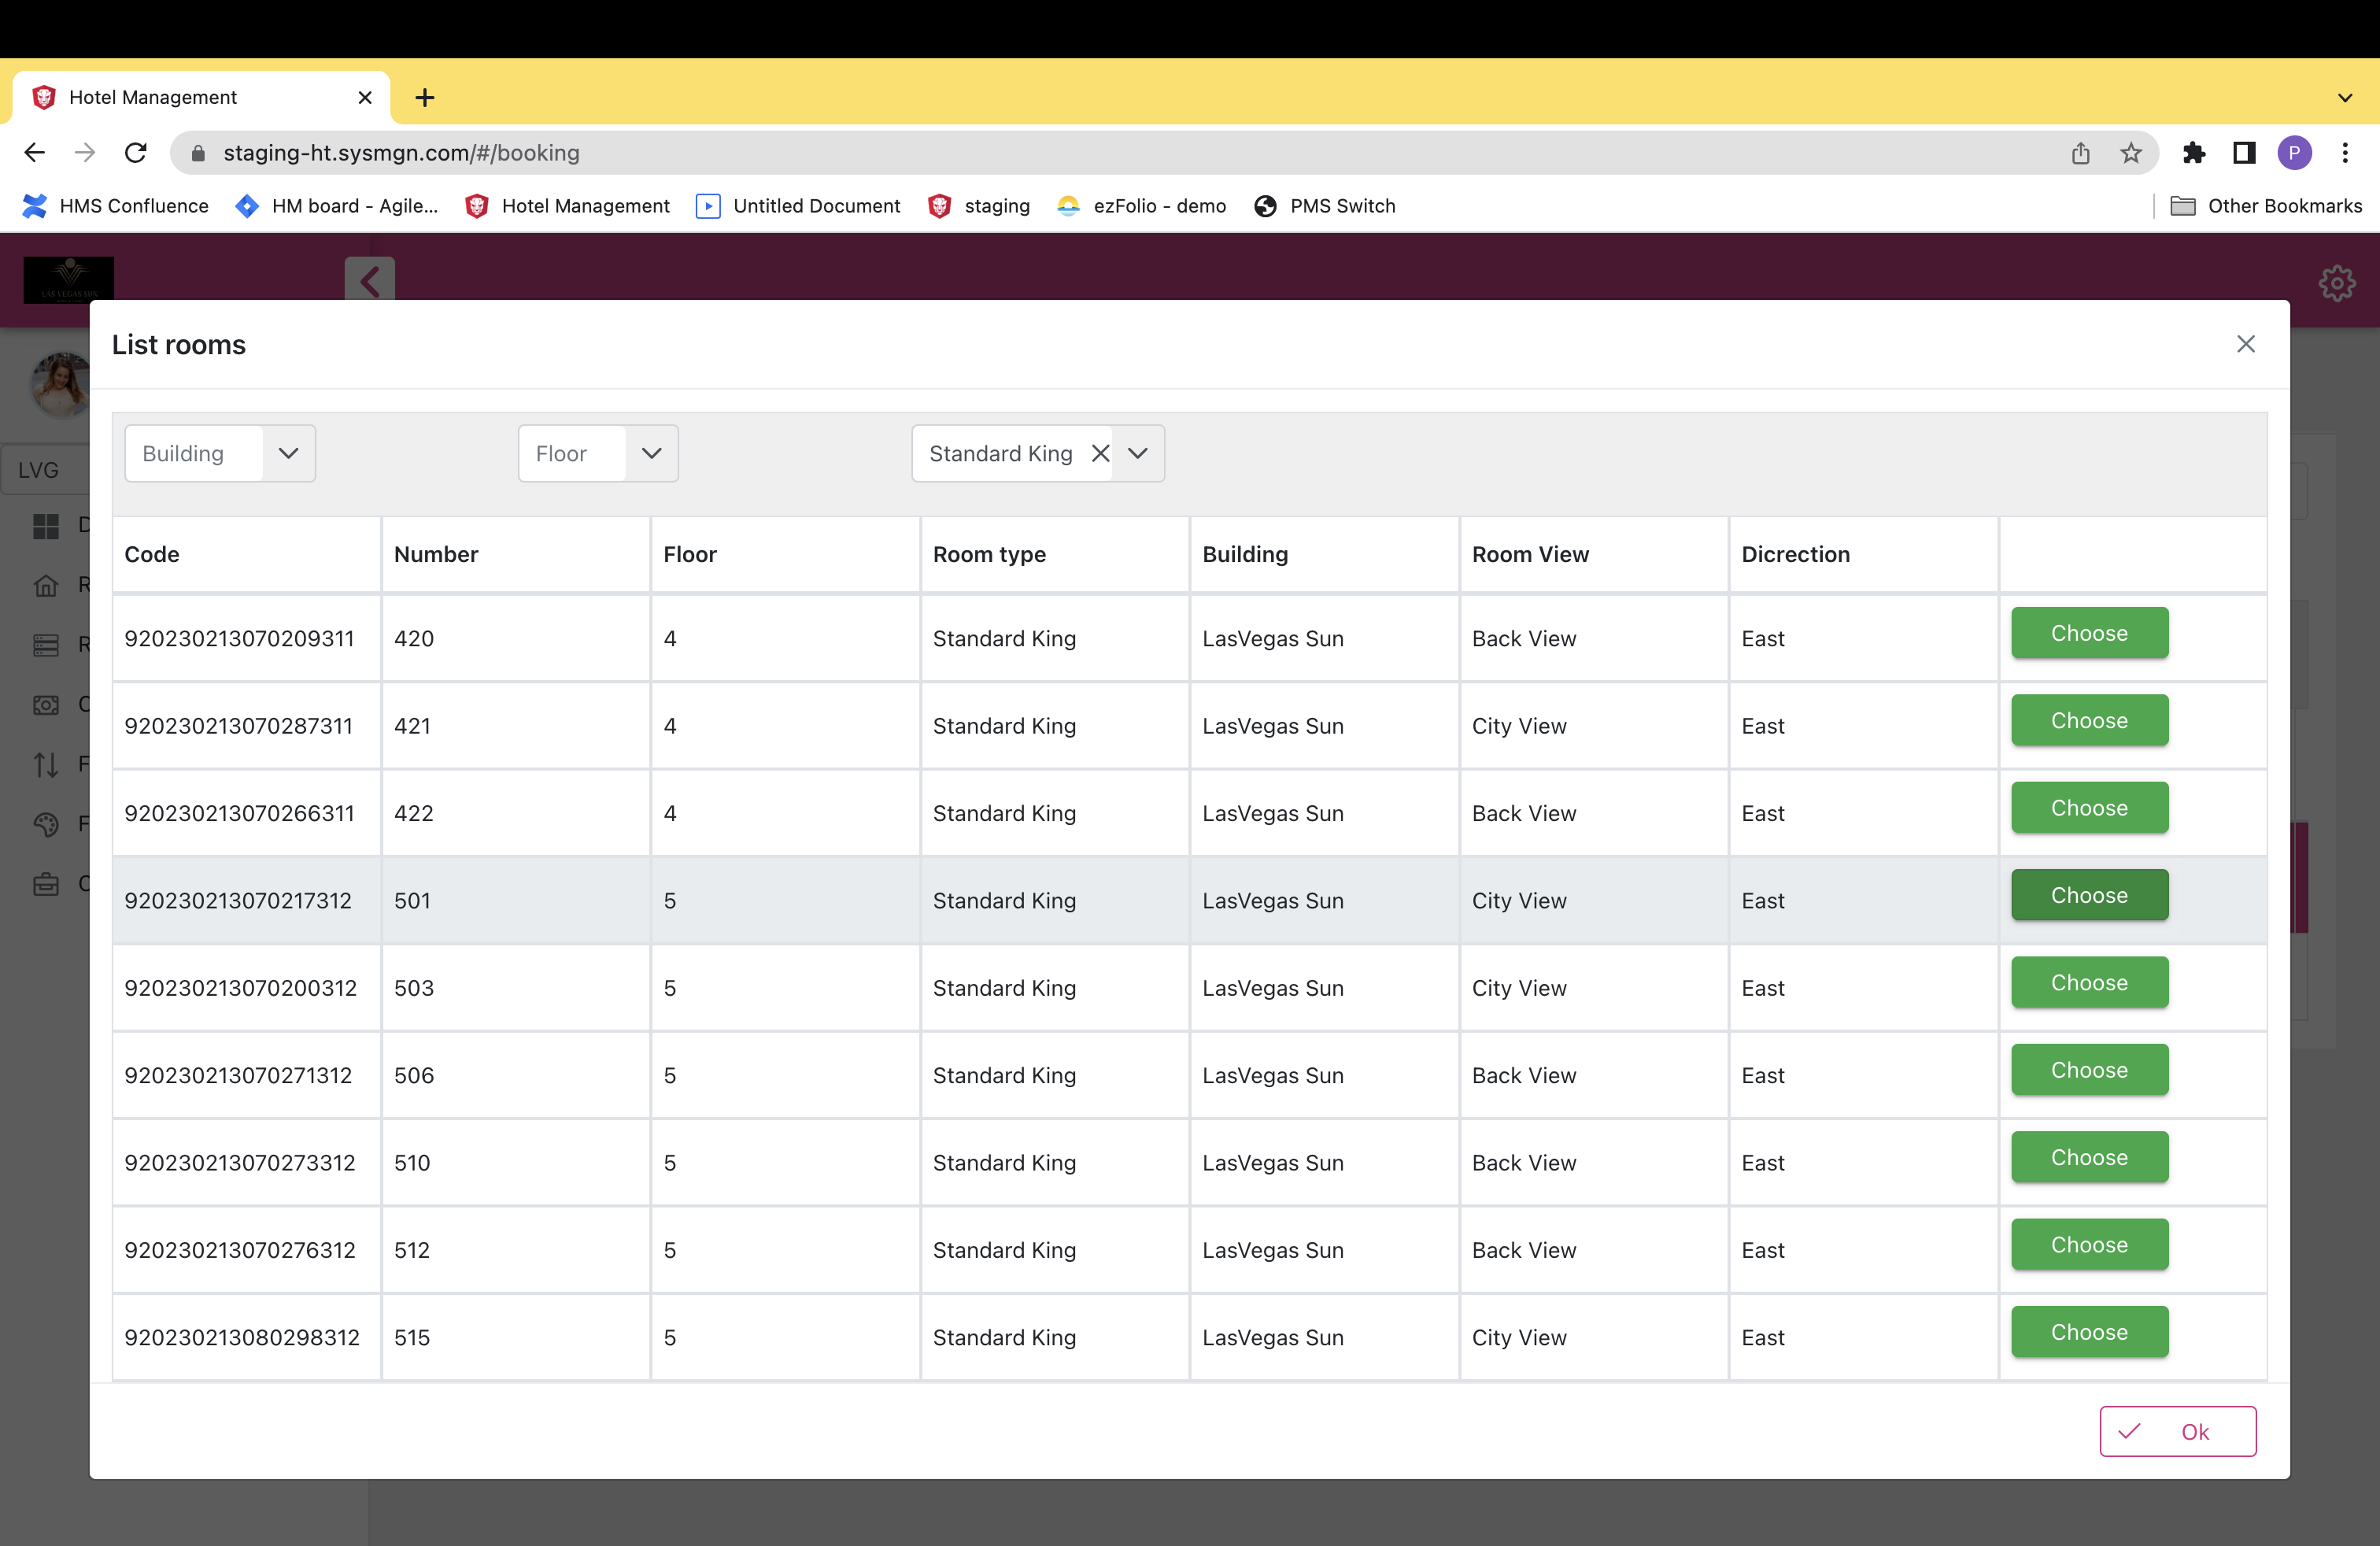 Hotel Management
staging-ht.sysmgn.com/#/booking
P
HMS Confluence HM board - Agile... Hotel Management Untitled Document staging ezFolio - demo PMS Switch Other Bookmarks
LAS VEGAS SUN
List rooms
LVG
Building Floor Standard King
Code Number Floor Room type Building Room View Dicrection
920230213070209311 420 4 Standard King LasVegas Sun Back View East Choose
920230213070287311 421 4 Standard King LasVegas Sun City View East Choose
920230213070266311 422 4 Standard King LasVegas Sun Back View East Choose
920230213070217312 501 5 Standard King LasVegas Sun City View East Choose
920230213070200312 503 5 Standard King LasVegas Sun City View East Choose
920230213070271312 506 5 Standard King LasVegas Sun Back View East Choose
920230213070273312 510 5 Standard King LasVegas Sun Back View East Choose
920230213070276312 512 5 Standard King LasVegas Sun Back View East Choose
920230213080298312 515 5 Standard King LasVegas Sun City View East Choose
Ok